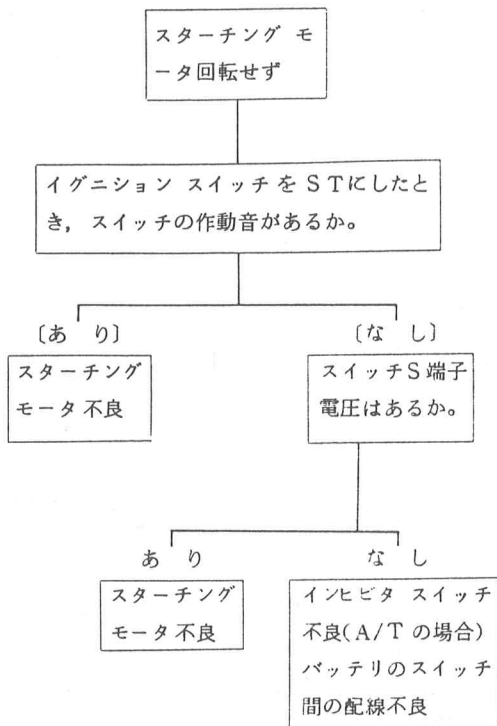 スターチング モ
ータ回転せず
イグニション スイッチをSTにしたと
き，スイッチの作動音があるか。
〔あ り〕
〔な し〕
スターチング
モータ不良
スイッチS端子
電圧はあるか。
あ り
な し
スターチング
モータ不良
インヒビタ スイッチ
不良(A/Tの場合)
バッテリのスイッチ
間の配線不良